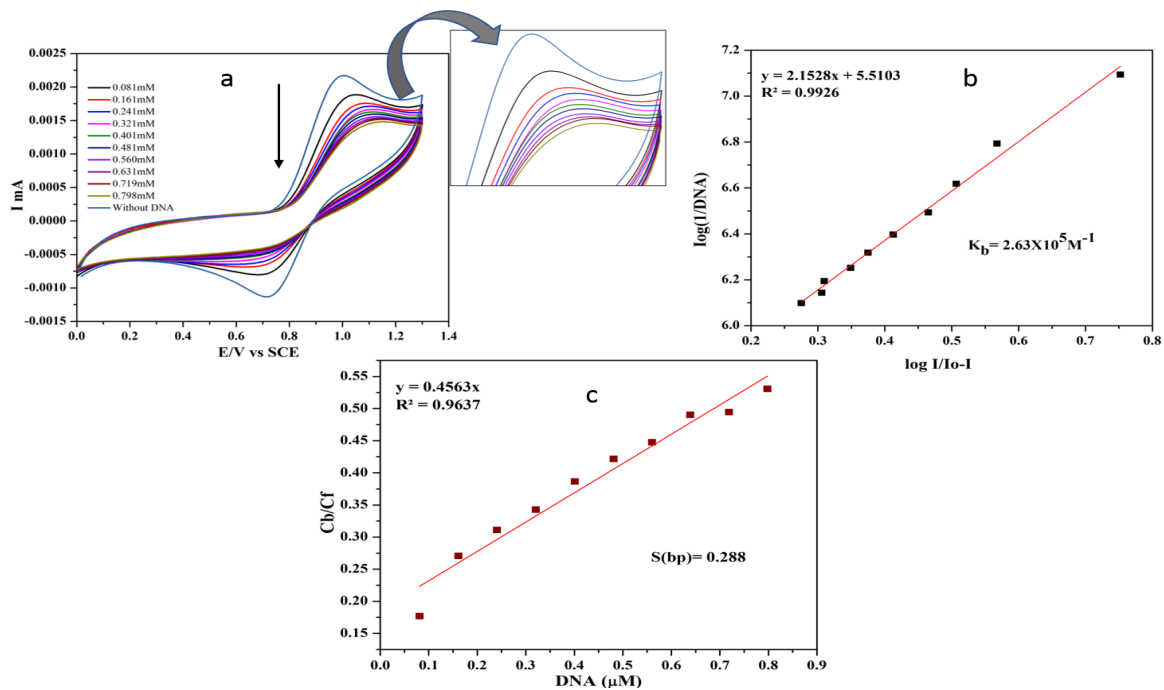 a
I mA
0.0025
0.0020
0.0015
0.0010
0.0005
0.0000
-0.0005
-0.0010
-0.0015
0.081mM
0.161mM
0.241mM
0.321mM
0.401mM
0.481mM
0.560mM
0.631mM
0.719mM
0.798mM
Without DNA
0.0 0.2 0.4 0.6 0.8 1.0 1.2 1.4
E/V vs SCE
b
y = 2.1528x + 5.5103
R² = 0.9926
log(1/DNA)
7.2
7.0
6.8
6.6
6.4
6.2
6.0
K_b= 2.63X10⁵M⁻¹
0.2 0.3 0.4 0.5 0.6 0.7 0.8
log I/Io-I
c
y = 0.4563x
R² = 0.9637
Cb/Cf
0.55
0.50
0.45
0.40
0.35
0.30
0.25
0.20
0.15
S(bp)= 0.288
0.0 0.1 0.2 0.3 0.4 0.5 0.6 0.7 0.8 0.9
DNA (μM)